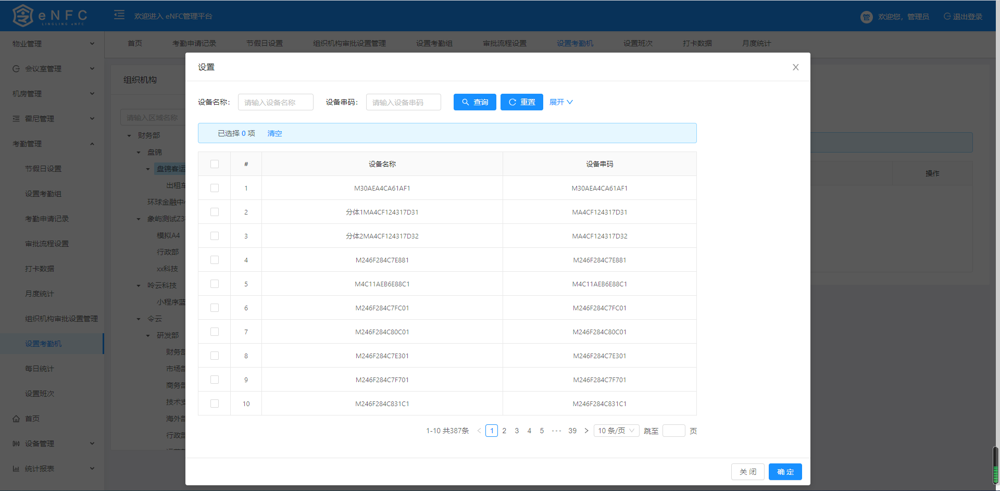 eNFC
LINGLING eNFC
欢迎进入 eNFC管理平台
管
欢迎您，管理员
退出登录
物业管理
会议室管理
机房管理
霍尼管理
考勤管理
节假日设置
设置考勤组
考勤申请记录
审批流程设置
打卡数据
月度统计
组织机构审批设置管理
设置考勤机
每日统计
设置班次
首页
设备管理
统计报表
首页 考勤申请记录 节假日设置 组织机构审批设置管理 设置考勤组 审批流程设置 设置考勤机 设置班次 打卡数据 月度统计
组织机构
请输入区域名称
财务部
盘锦
盘锦客运
出租车
环球金融中
象屿测试Z3
模拟A4
行政部
xx科技
呤云科技
小程序蓝
令云
研发部
财务部
市场部
商务部
技术支
海外部
行政部
操作
设置
设备名称： 请输入设备名称 设备串码： 请输入设备串码 查询 重置 展开
已选择 0 项 清空
# 设备名称 设备串码
1 M30AEA4CA61AF1 M30AEA4CA61AF1
2 分体1MA4CF124317D31 MA4CF124317D31
3 分体2MA4CF124317D32 MA4CF124317D32
4 M246F284C7E881 M246F284C7E881
5 M4C11AEB6E88C1 M4C11AEB6E88C1
6 M246F284C7FC01 M246F284C7FC01
7 M246F284C80C01 M246F284C80C01
8 M246F284C7E301 M246F284C7E301
9 M246F284C7F701 M246F284C7F701
10 M246F284C831C1 M246F284C831C1
1-10 共387条 1 2 3 4 5 ••• 39 10 条/页 跳至 页
关 闭 确 定